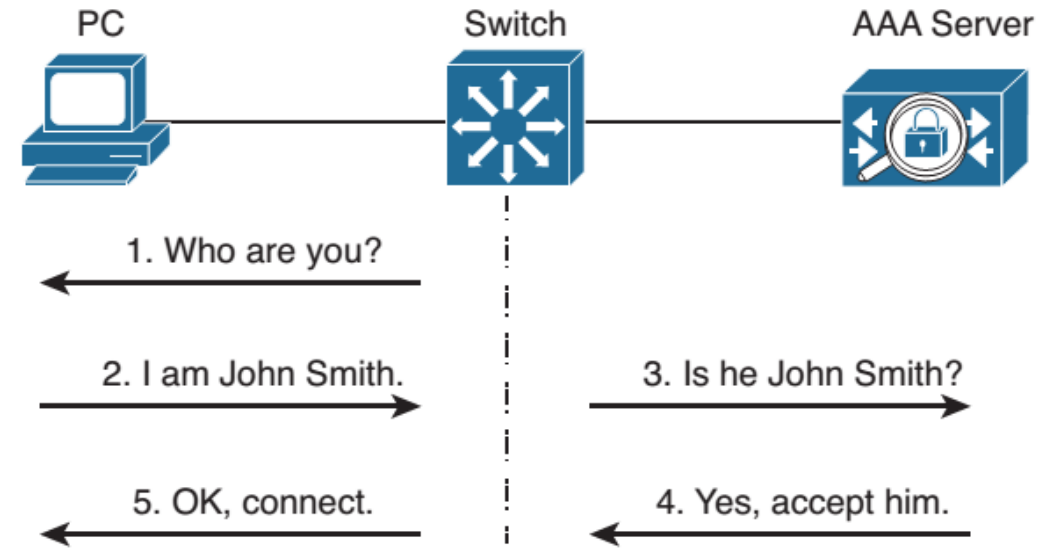 PC
Switch
AAA Server
1. Who are you?
2. I am John Smith.
3. Is he John Smith?
5. OK, connect.
4. Yes, accept him.